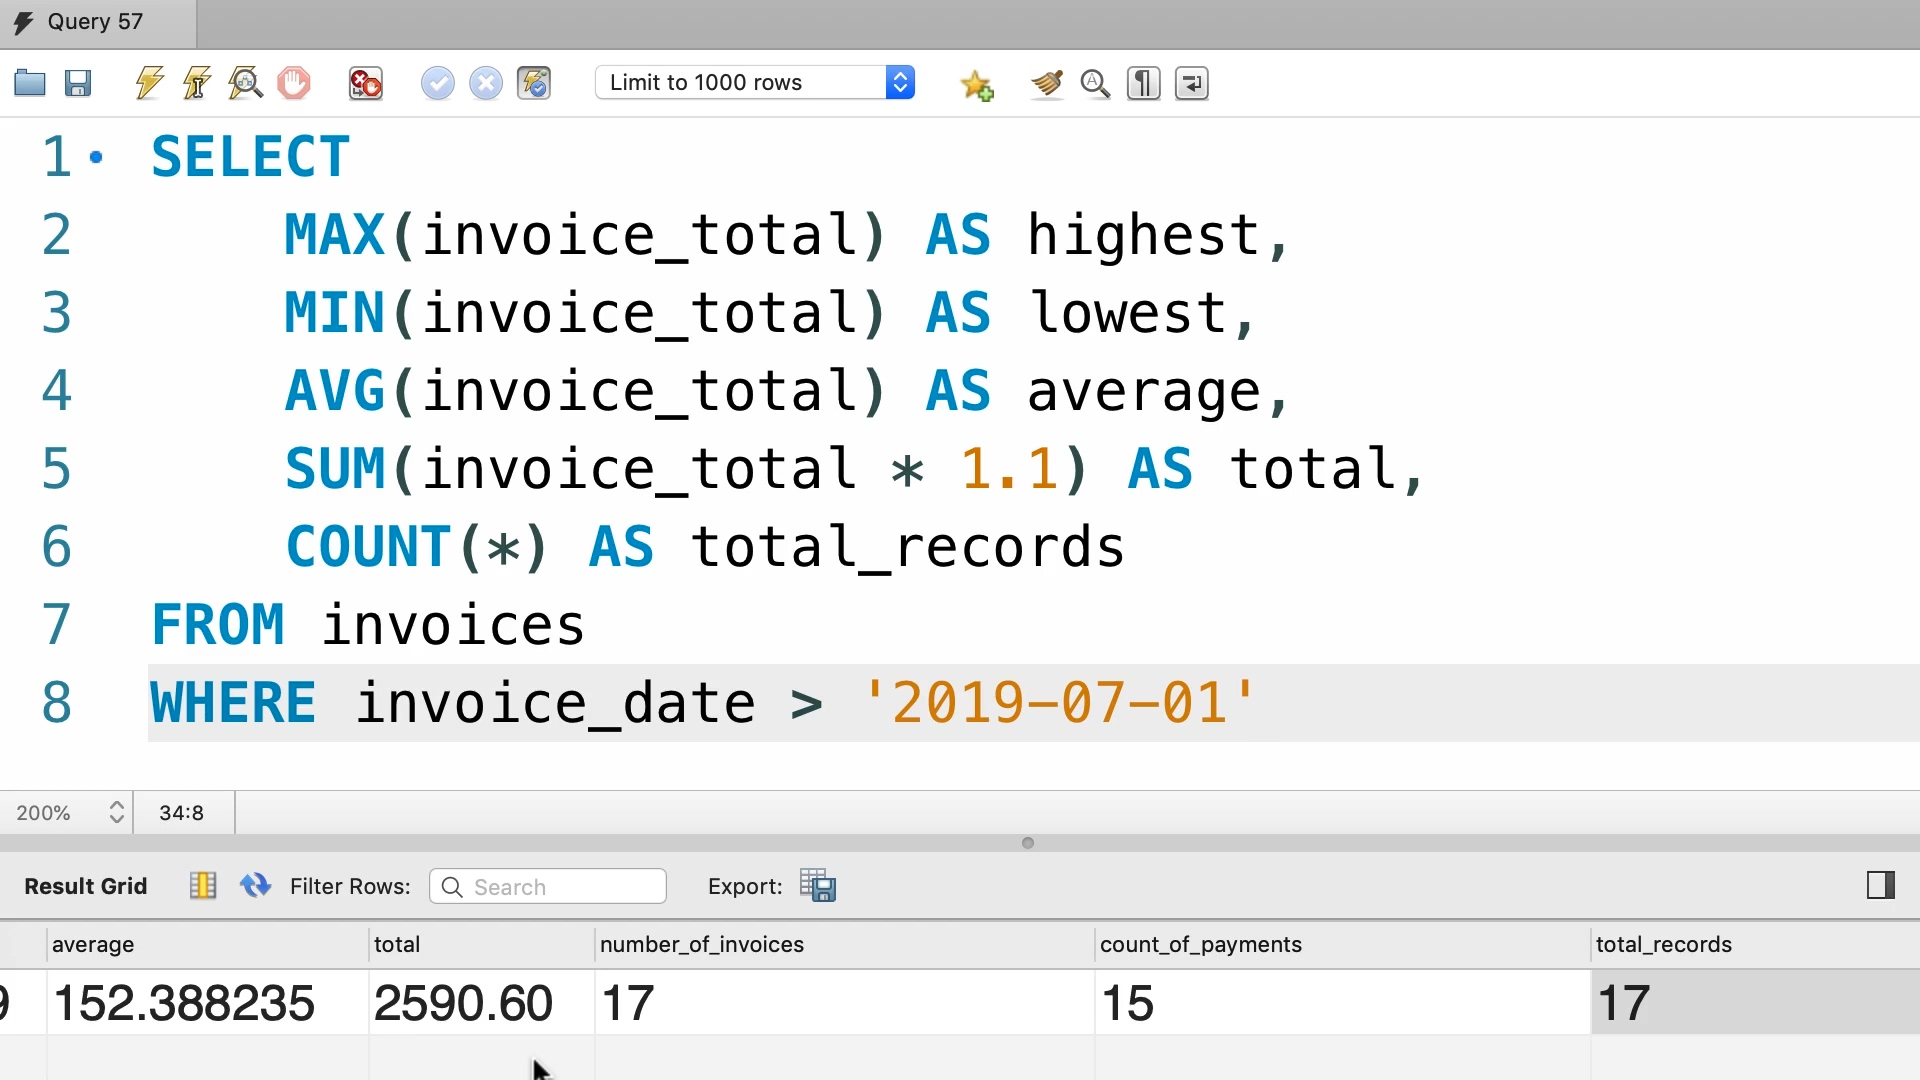 Query 57
Limit to 1000 rows
1 SELECT
2 MAX(invoice_total) AS highest,
3 MIN(invoice_total) AS lowest,
4 AVG(invoice_total) AS average,
5 SUM(invoice_total * 1.1) AS total,
6 COUNT(*) AS total_records
7 FROM invoices
8 WHERE invoice_date > '2019-07-01'
200% 34:8
Result Grid Filter Rows: Search Export:
average total number_of_invoices count_of_payments total_records
9 152.388235 2590.60 17 15 17